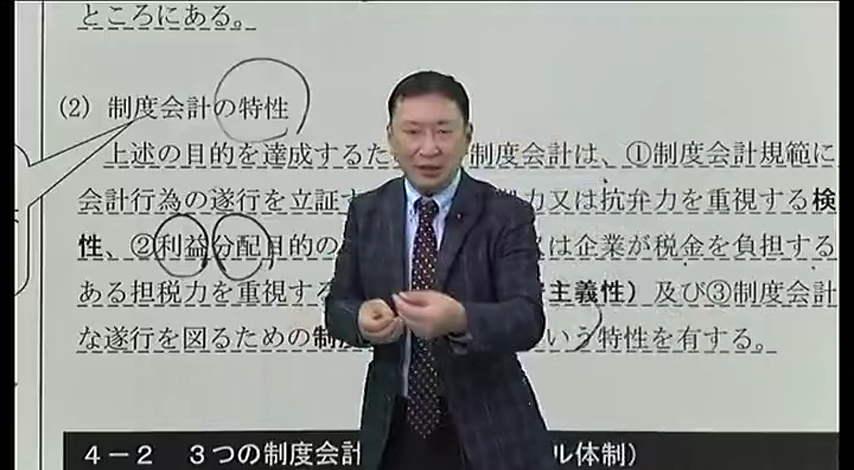 ところにある。
(2) 制度会計の特性
上述の目的を達成するた 制度会計は、①制度会計規範に
会計行為の遂行を立証す 力又は抗弁力を重視する検
性、②利益分配目的の は企業が税金を負担する
ある担税力を重視する 主義性）及び③制度会計
な遂行を図るための制 いう特性を有する。
4－2 3つの制度会計 ル体制）